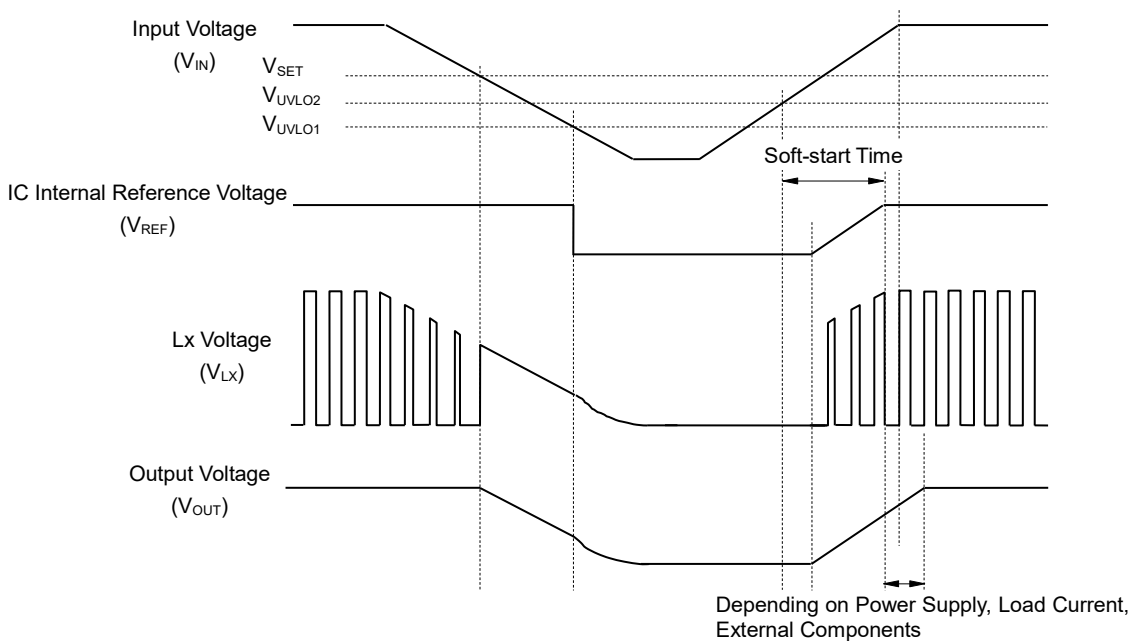 Input Voltage
(VIN)
VSET
VUVLO2
VUVLO1
Soft-start Time
IC Internal Reference Voltage
(VREF)
Lx Voltage
(VLX)
Output Voltage
(VOUT)
Depending on Power Supply, Load Current,
External Components